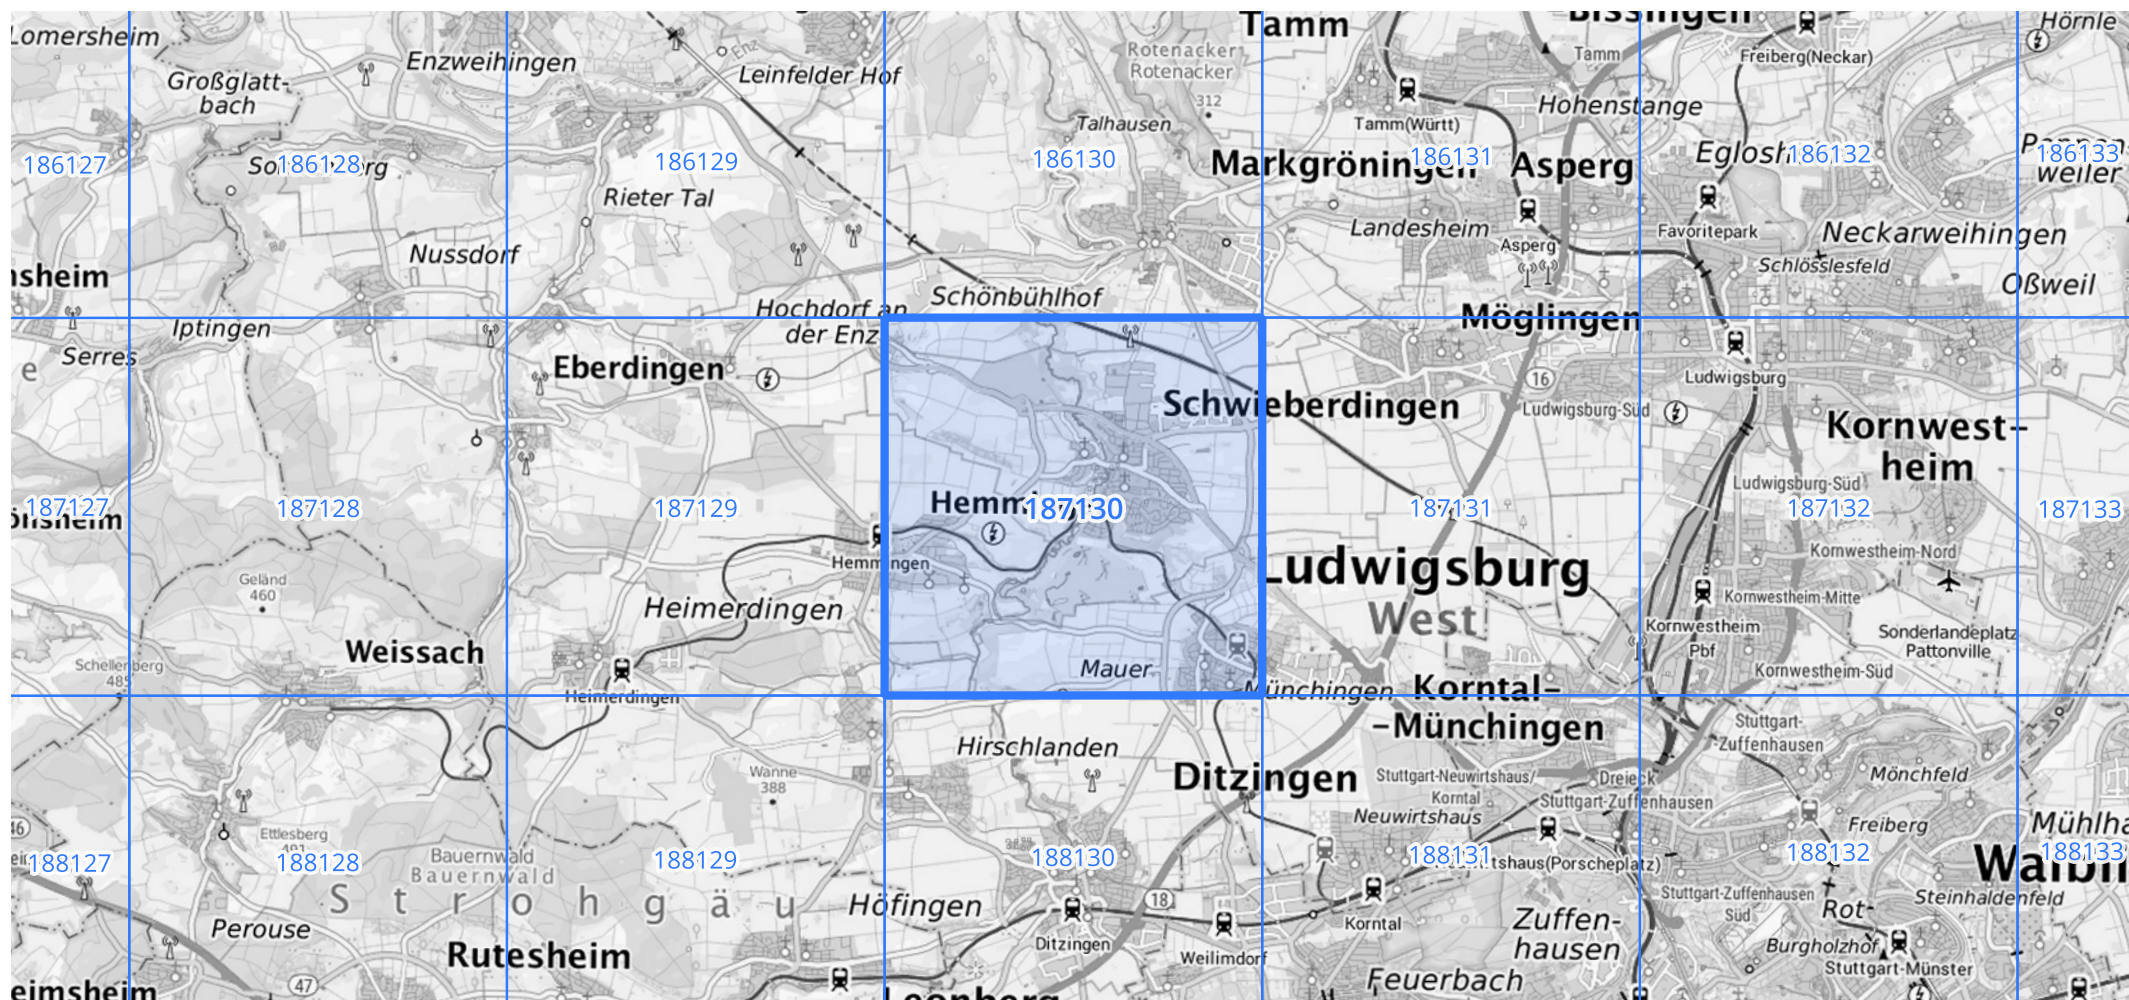 Lomersheim
Großglatt-
bach
Enzweihingen
Enz
Leinfelder Hof
Rotenacker
Rotenacker
312
Talhausen
Tamm
Tamm(Württ)
Tamm
Hohenstange
Freiberg(Neckar)
Hörnle
186127
186128
186129
186130
Markgröningen
186131
Asperg
186132
186133
weiler
Rieter Tal
Nussdorf
Landesheim
Asperg
Favoritepark
Neckarweihingen
Schlösslesfeld
Oßweil
Schönbühlhof
Hochdorf an
der Enz
Möglingen
Iptingen
Serres
Eberdingen
Schwieberdingen
16
Ludwigsburg-Süd
Ludwigsburg
Kornwest-
heim
Ludwigsburg-Süd
187127
187128
187129
187130
187131
187132
187133
Hemmingen
Geländ
460
Heimerdingen
Weissach
Schellenberg
Heimerdingen
Mauer
Münchingen
Ludwigsburg
West
Korntal-
-Münchingen
Kornwestheim-Nord
Kornwestheim-Mitte
Kornwestheim
Pbf
Sonderlandeplatz
Pattonville
Kornwestheim-Süd
Hirschlanden
Ditzingen
Wanne
388
Stuttgart-Neuwirtshaus/
Korntal
Neuwirtshaus
Dreieck
Stuttgart-Zuffenhausen
Stuttgart-
Zuffenhausen
Mönchfeld
Freiberg
46
Ettlesberg
491
Bauernwald
Bauernwald
188127
188128
188129
188130
188131
188132
188133
Strohgäu
Höfingen
Perouse
Rutesheim
47
18
Ditzingen
Weilimdorf
Korntal
Zuffen-
hausen
Feuerbach
Stuttgart-Zuffenhausen
Süd
Rot
Steinhaldenfeld
Burgholzhof
Stuttgart-Münster